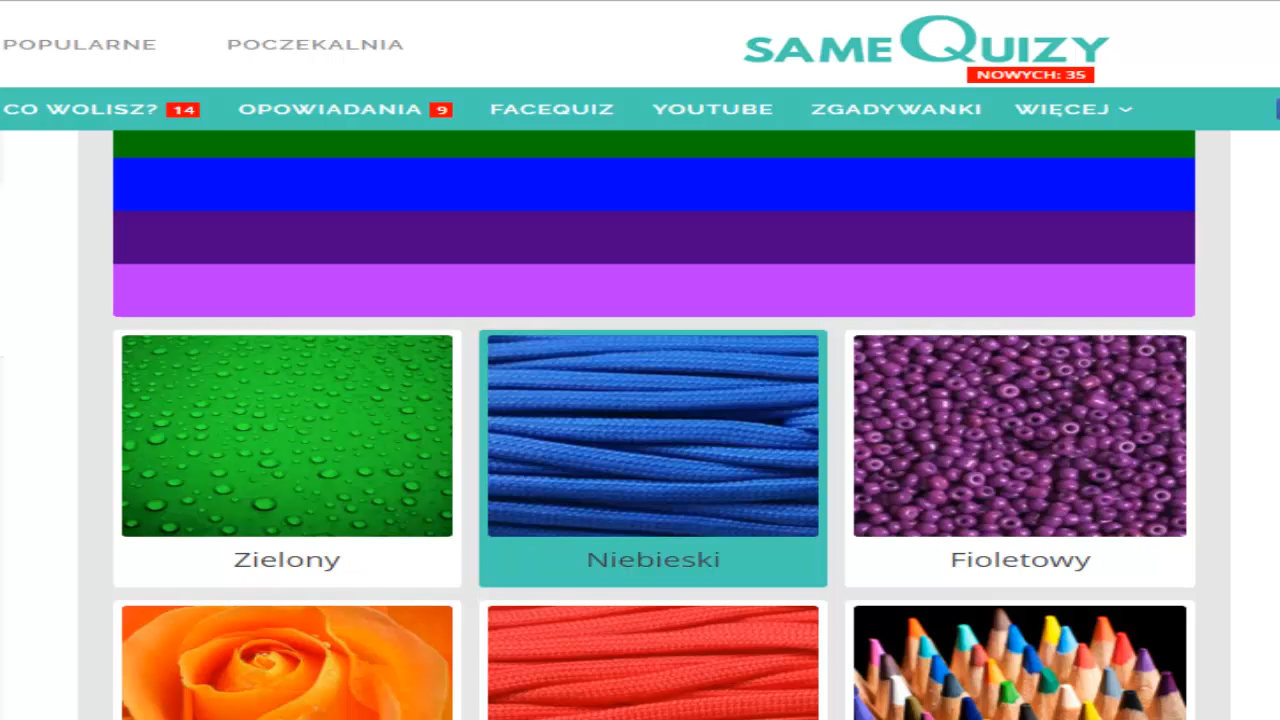 POPULARNE POCZEKALNIA SAMEQUIZY
NOWYCH: 35
CO WOLISZ? 14 OPOWIADANIA 9 FACEQUIZ YOUTUBE ZGADYWANKI WIĘCEJ
Zielony Niebieski Fioletowy